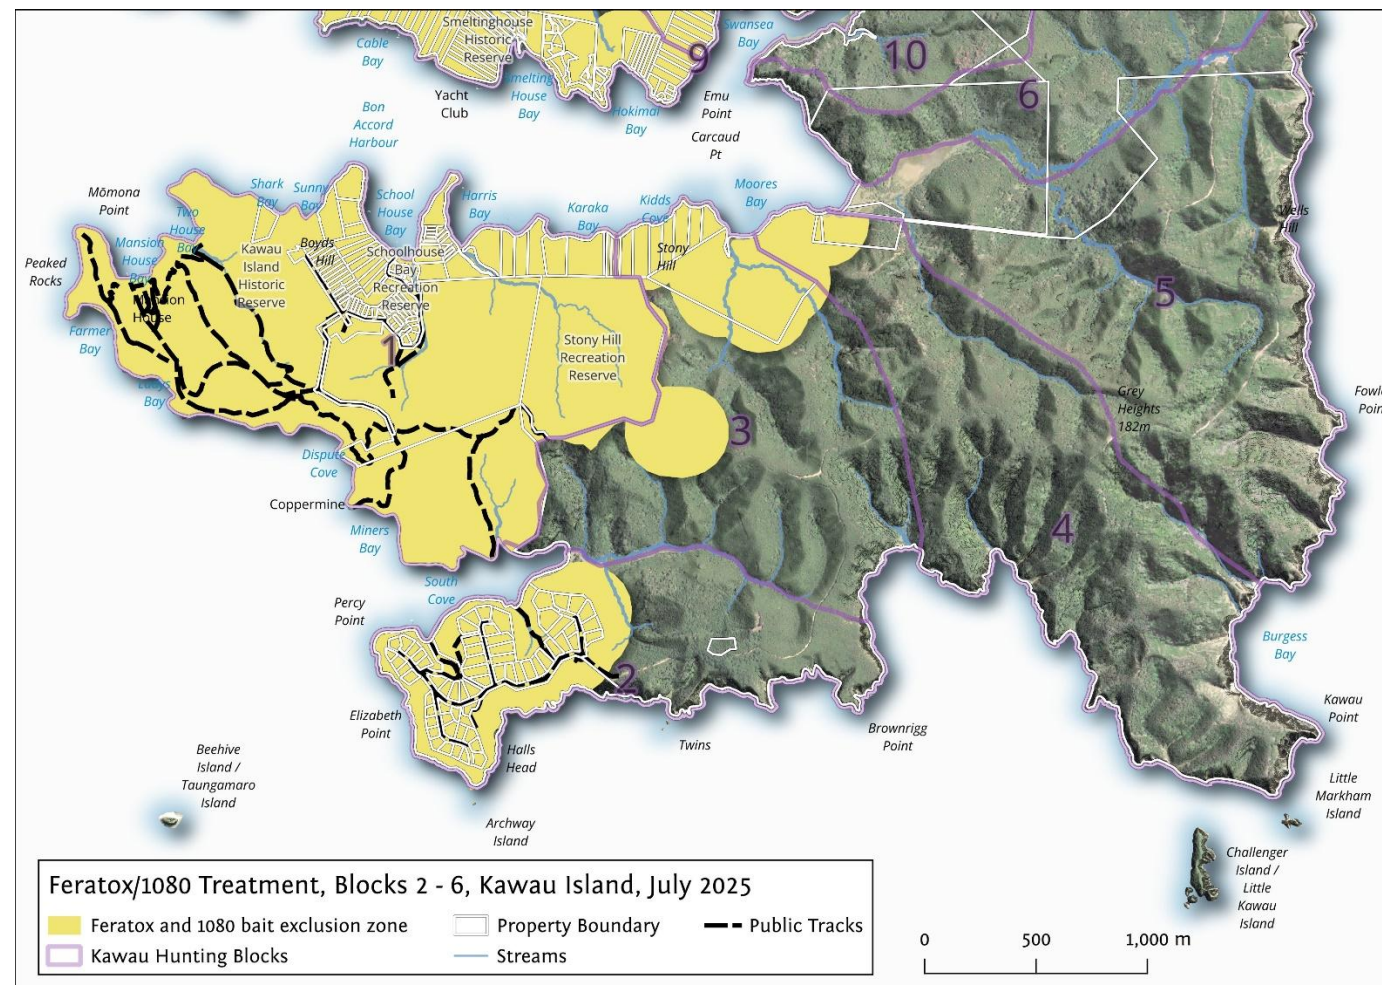 Smeltinghouse
Historic
Reserve
Swansea
Bay
Cable
Bay
9
10
6
Yacht
Club
Smelting
House
Bay
Hokimai
Bay
Emu
Point
Carcaud
Pt
Bon
Accord
Harbour
Mōmona
Point
Shark
Bay
Sunny
Bay
School
House
Bay
Harris
Bay
Karaka
Bay
Kidds
Cove
Moores
Bay
Two
House
Bay
Mansion
House
Bay
Mansion
House
Peaked
Rocks
Farmer
Bay
Ladys
Bay
Kawau
Island
Historic
Reserve
Boyds
Hill
Schoolhouse
Bay
Recreation
Reserve
Stony
Hill
Wells
Hill
1
Stony Hill
Recreation
Reserve
3
5
Grey
Heights
182m
4
Dispute
Cove
Coppermine
Miners
Bay
South
Cove
Percy
Point
2
Burgess
Bay
Kawau
Point
Elizabeth
Point
Halls
Head
Twins
Brownrigg
Point
Beehive
Island /
Taungamaro
Island
Archway
Island
Little
Markham
Island
Challenger
Island /
Little
Kawau
Island
Feratox/1080 Treatment, Blocks 2 - 6, Kawau Island, July 2025
Feratox and 1080 bait exclusion zone
Property Boundary
Public Tracks
Kawau Hunting Blocks
Streams
0 500 1,000 m